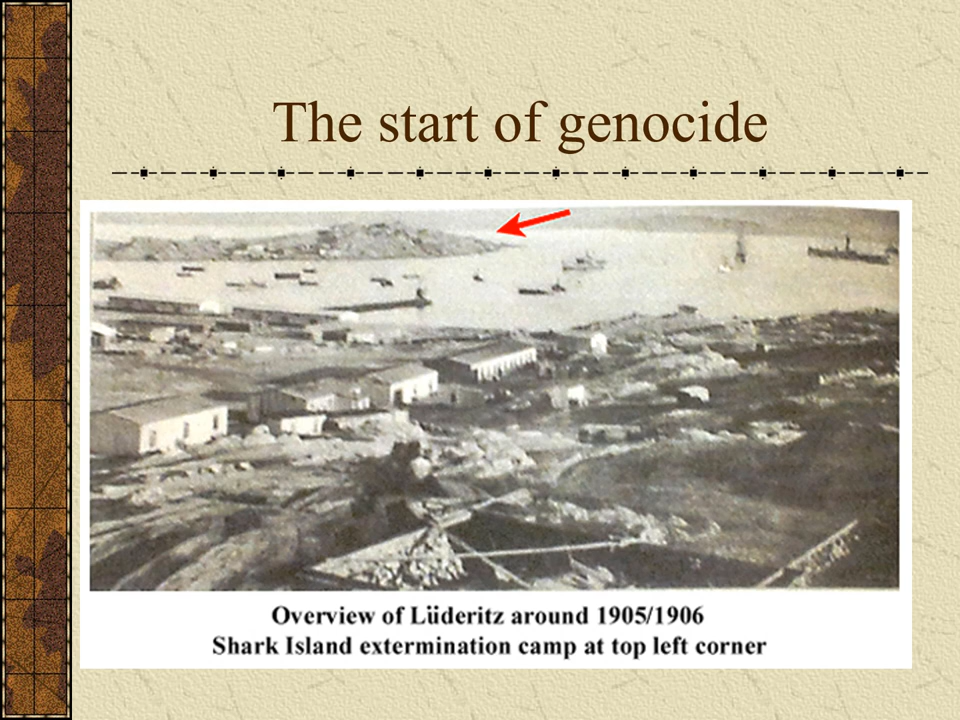 The start of genocide
Overview of Lüderitz around 1905/1906
Shark Island extermination camp at top left corner